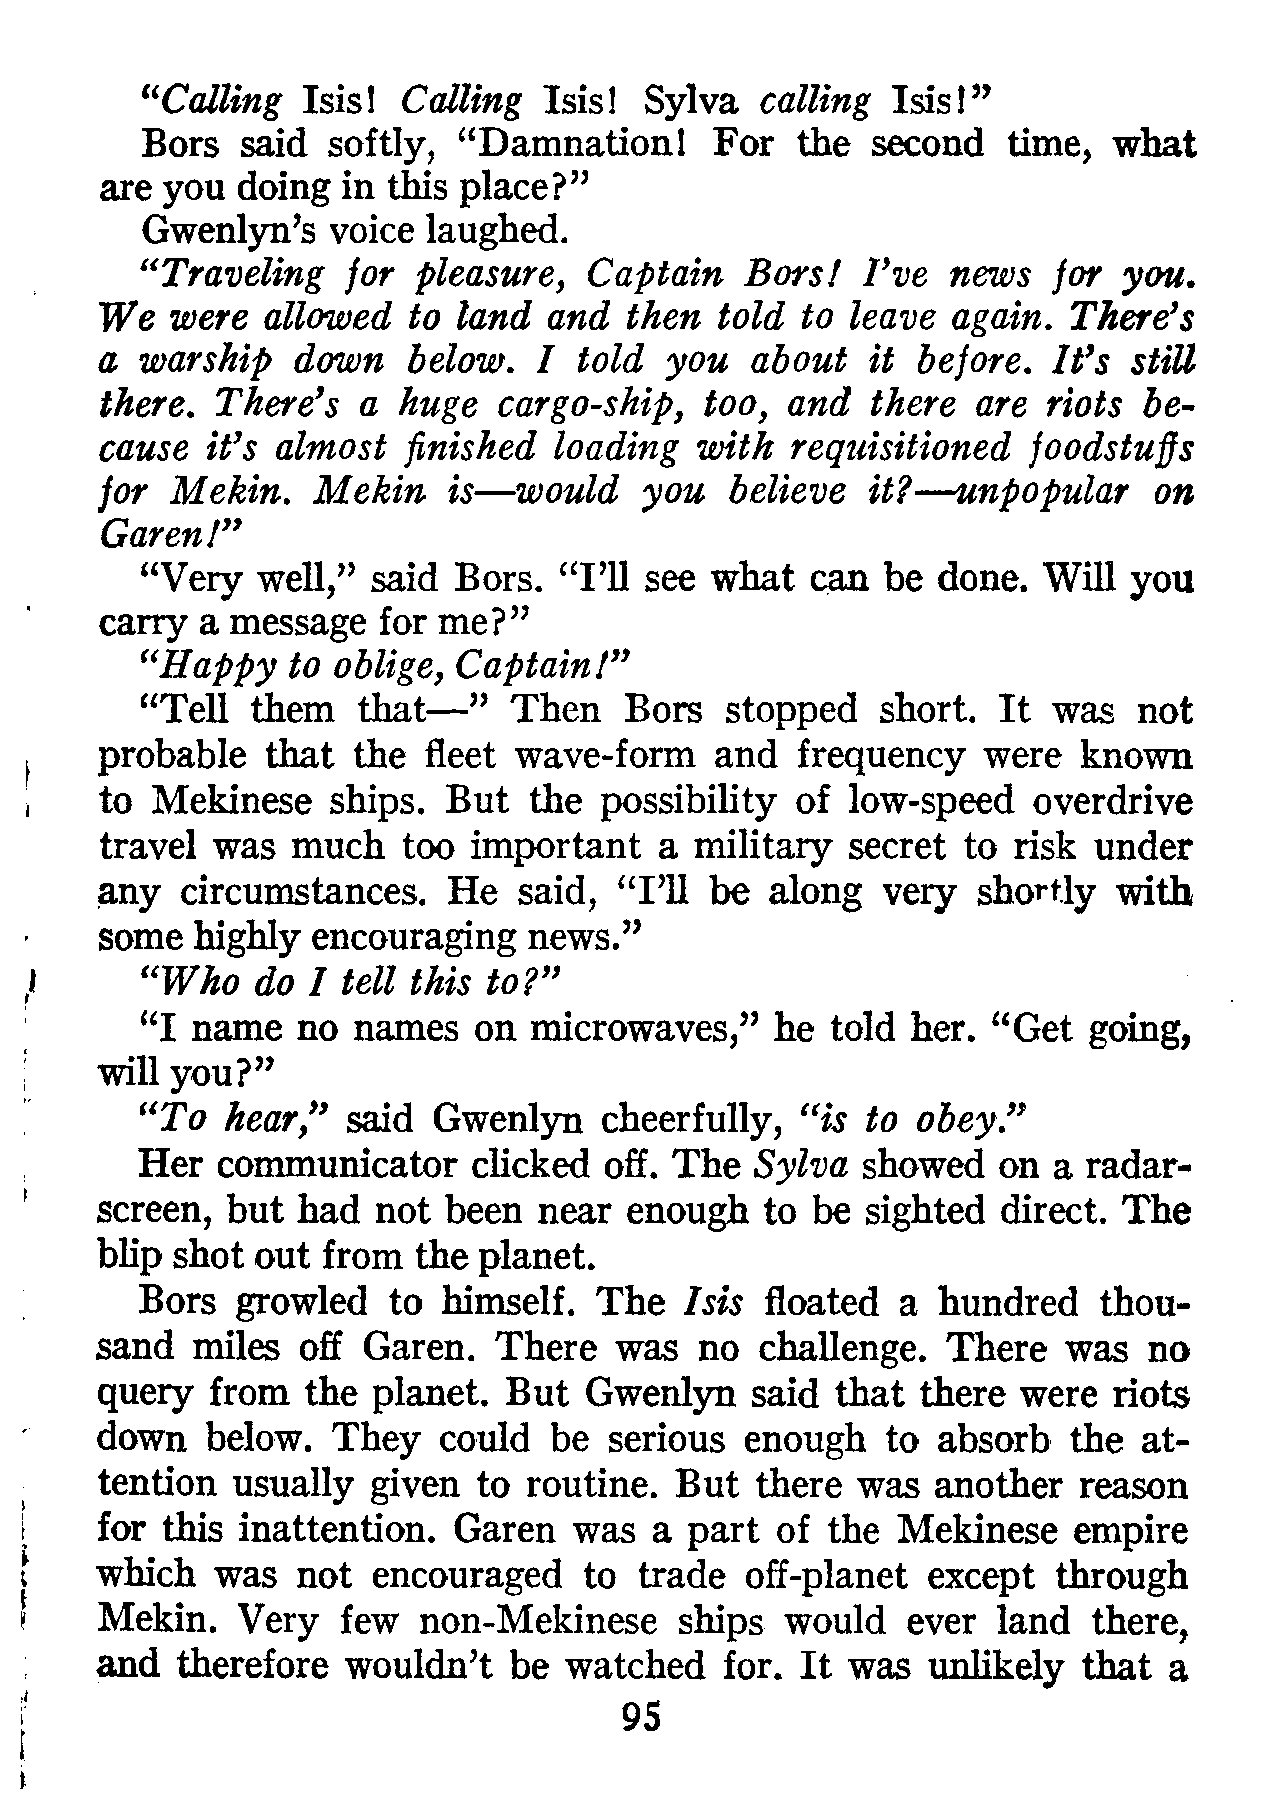 “Calling Isis! Calling Isis! Sylva calling Isis!”
Bors said softly, “Damnation! For the second time, what
are you doing in this place?”
Gwenlyn’s voice laughed.
“Traveling for pleasure, Captain Bors! I’ve news for you.
We were allowed to land and then told to leave again. There’s
a warship down below. I told you about it before. It’s still
there. There’s a huge cargo-ship, too, and there are riots be-
cause it’s almost finished loading with requisitioned foodstuffs
for Mekin. Mekin is—would you believe it?—unpopular on
Garen!”
“Very well,” said Bors. “I’ll see what can be done. Will you
carry a message for me?”
“Happy to oblige, Captain!”
“Tell them that—” Then Bors stopped short. It was not
probable that the fleet wave-form and frequency were known
to Mekinese ships. But the possibility of low-speed overdrive
travel was much too important a military secret to risk under
any circumstances. He said, “I’ll be along very shortly with
some highly encouraging news.”
“Who do I tell this to?”
“I name no names on microwaves,” he told her. “Get going,
will you?”
“To hear,” said Gwenlyn cheerfully, “is to obey.”
Her communicator clicked off. The Sylva showed on a radar-
screen, but had not been near enough to be sighted direct. The
blip shot out from the planet.
Bors growled to himself. The Isis floated a hundred thou-
sand miles off Garen. There was no challenge. There was no
query from the planet. But Gwenlyn said that there were riots
down below. They could be serious enough to absorb the at-
tention usually given to routine. But there was another reason
for this inattention. Garen was a part of the Mekinese empire
which was not encouraged to trade off-planet except through
Mekin. Very few non-Mekinese ships would ever land there,
and therefore wouldn’t be watched for. It was unlikely that a
95